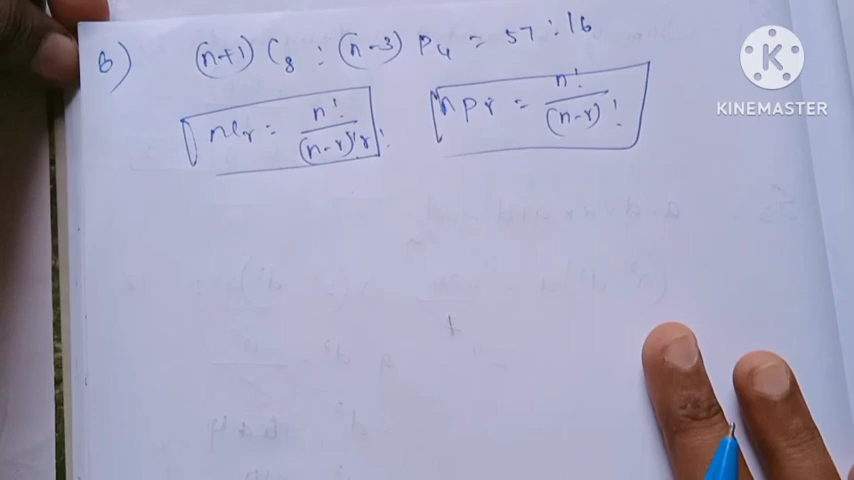 6) (n+1) C8 : (n-3) P4 = 57 : 16
nCr = n! / (n-r)! r!
nPr = n! / (n-r)!
KINEMASTER